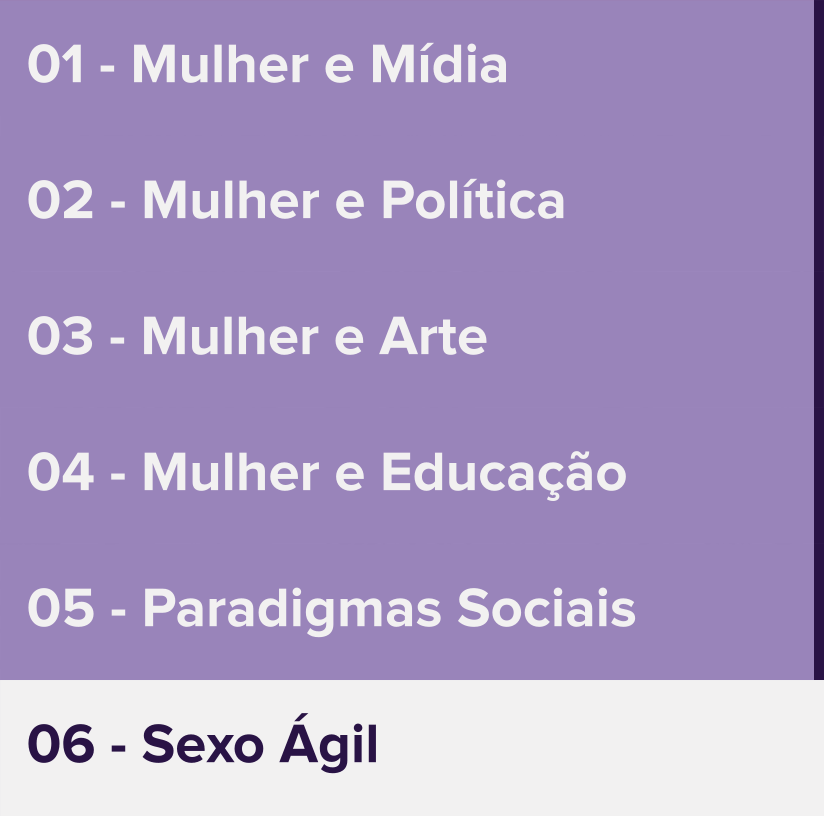 01 - Mulher e Mídia
02 - Mulher e Política
03 - Mulher e Arte
04 - Mulher e Educação
05 - Paradigmas Sociais
06 - Sexo Ágil